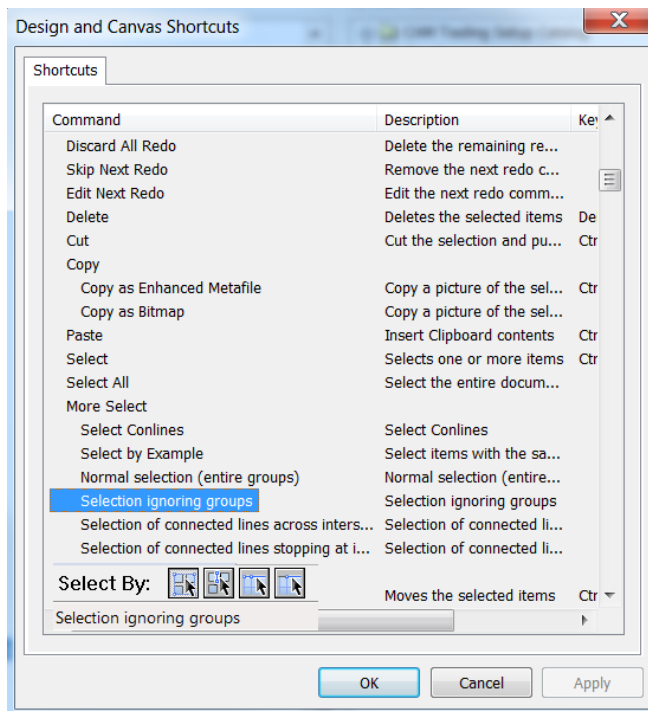 Design and Canvas Shortcuts
Shortcuts
Command Description Key
Discard All Redo Delete the remaining re...
Skip Next Redo Remove the next redo c...
Edit Next Redo Edit the next redo comm...
Delete Deletes the selected items De
Cut Cut the selection and pu... Ctr
Copy
Copy as Enhanced Metafile Copy a picture of the sel... Ctr
Copy as Bitmap Copy a picture of the sel...
Paste Insert Clipboard contents Ctr
Select Selects one or more items Ctr
Select All Select the entire docum...
More Select
Select Conlines Select Conlines
Select by Example Select items with the sa...
Normal selection (entire groups) Normal selection (entire...
Selection ignoring groups Selection ignoring groups
Selection of connected lines across inters... Selection of connected li...
Selection of connected lines stopping at i... Selection of connected li...
Select By:
Moves the selected items Ctr
Selection ignoring groups
OK Cancel Apply